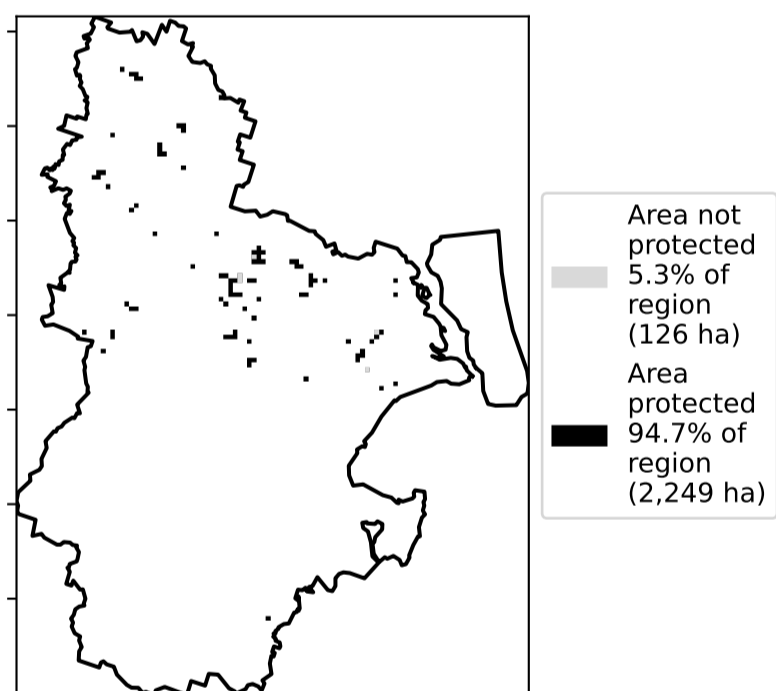 Area not
protected
5.3% of
region
(126 ha)
Area
protected
94.7% of
region
(2,249 ha)